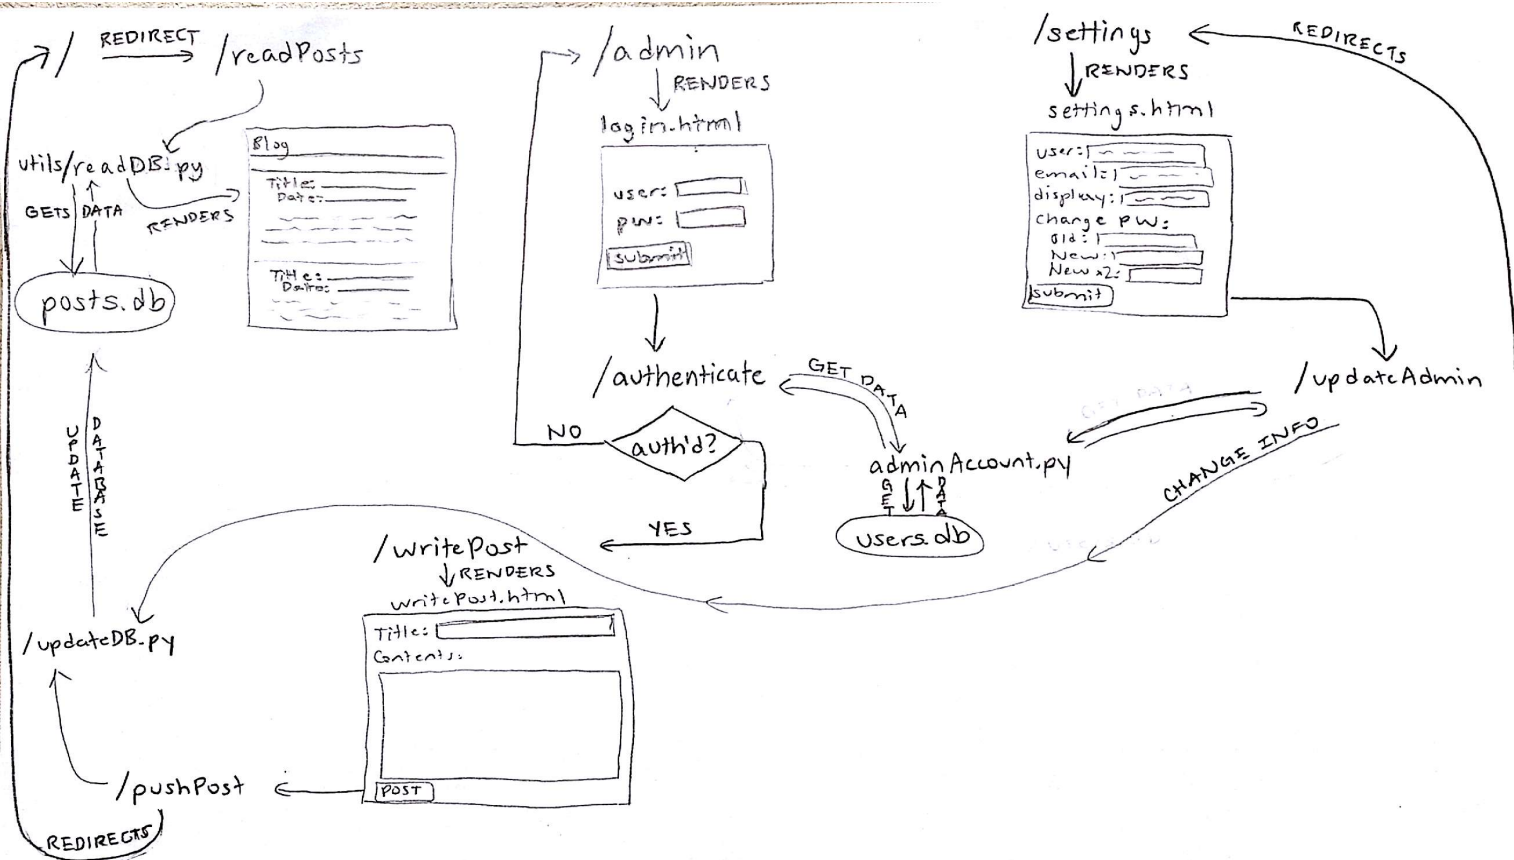 / REDIRECT /readPosts
utils/readDB.py
GETS DATA
RENDERS
posts.db
Blog
Title:
Date:
Title:
Date:
UPDATE DATABASE
/updateDB.py
/pushPost
REDIRECTS
/admin
RENDERS
login.html
user:
pw:
submit
/authenticate
GET DATA
auth'd?
NO
YES
adminAccount.py
GET DATA
users.db
/writePost
RENDERS
writePost.html
Title:
Contents:
POST
/settings
REDIRECTS
RENDERS
settings.html
user:
email:
display:
change pw:
Old:
New:
New x2:
submit
/updateAdmin
GET DATA
CHANGE INFO